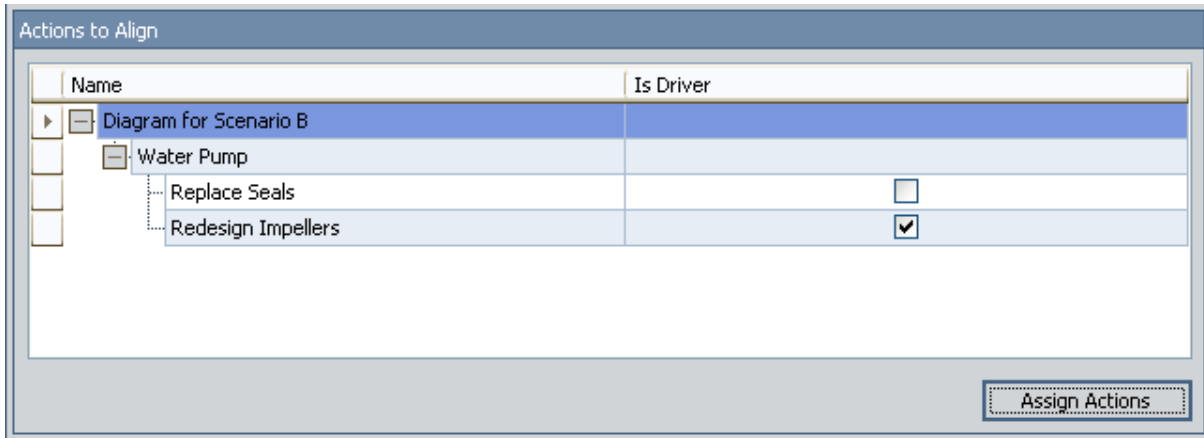 Actions to Align
Name Is Driver
Diagram for Scenario B
Water Pump
Replace Seals
Redesign Impellers
Assign Actions